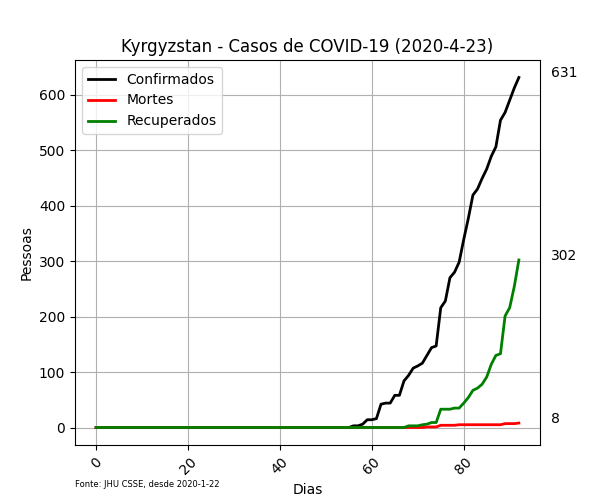 Kyrgyzstan - Casos de COVID-19 (2020-4-23)
Confirmados
Mortes
Recuperados
631
302
8
600
500
400
300
200
100
0
Pessoas
0
20
40
60
80
Dias
Fonte: JHU CSSE, desde 2020-1-22